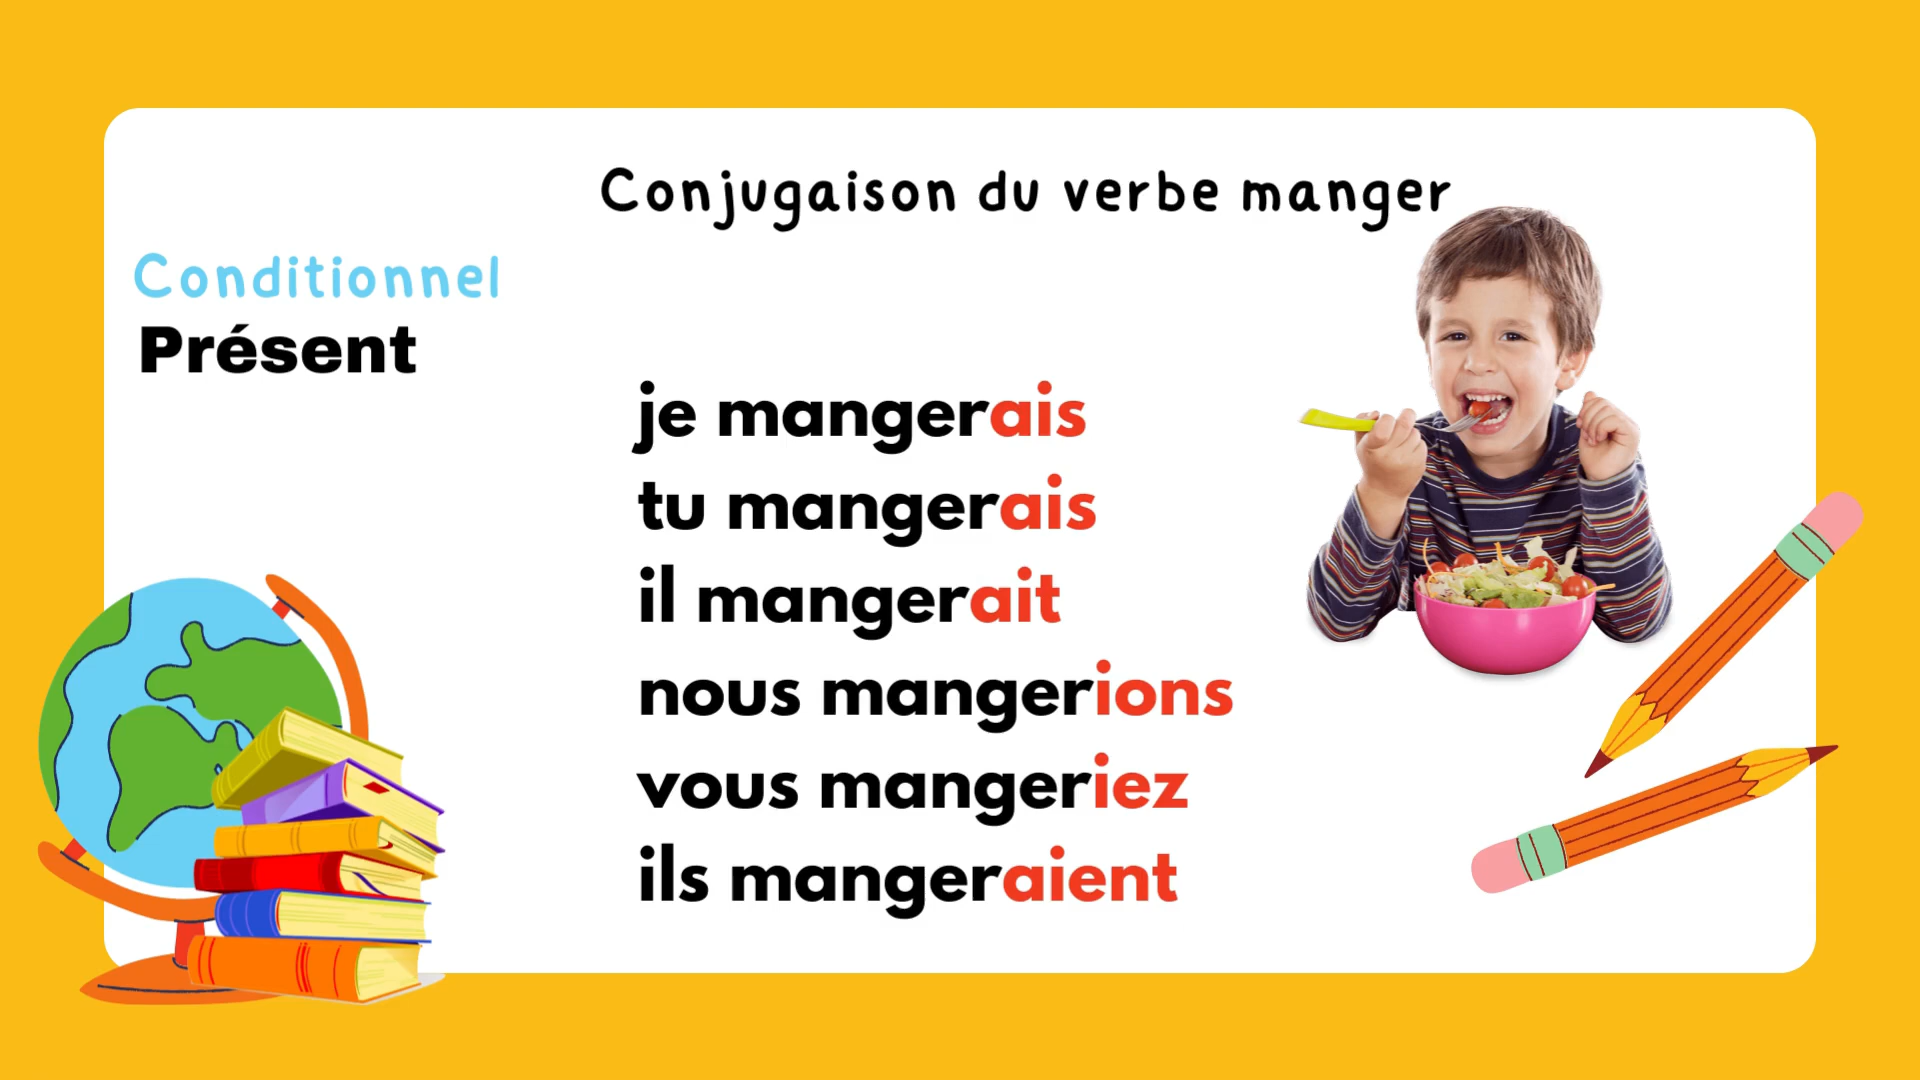 Conjugaison du verbe manger
Conditionnel
Présent
je mangerais
tu mangerais
il mangerait
nous mangerions
vous mangeriez
ils mangeraient